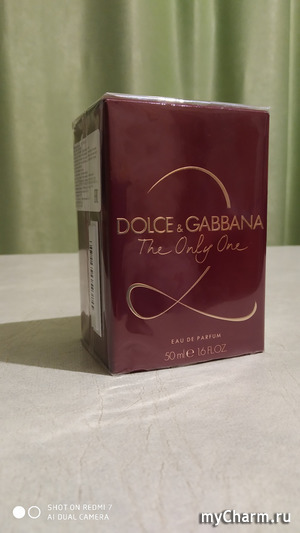 2
DOLCE & GABBANA
The Only One
EAU DE PARFUM
50 ml e 1.6 FL.OZ.
SHOT ON REDMI 7
AI DUAL CAMERA
myCharm.ru